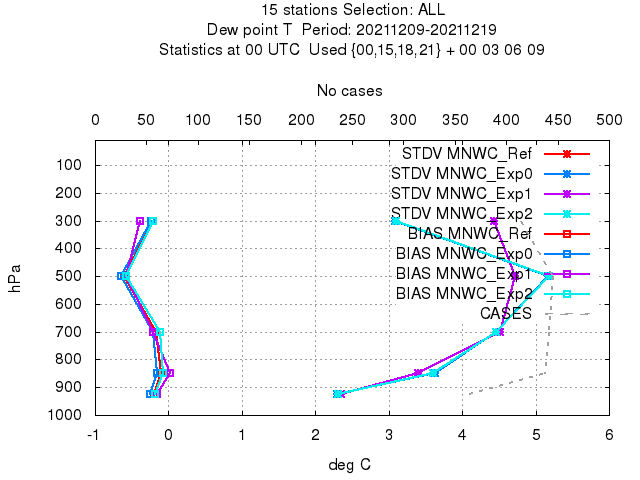 15 stations Selection: ALL
Dew point T  Period: 20211209-20211219
Statistics at 00 UTC  Used {00,15,18,21} + 00 03 06 09
No cases
0 50 100 150 200 250 300 350 400 450 500
100
200
300
400
500
600
700
800
900
1000
hPa
STDV MNWC_Ref
STDV MNWC_Exp0
STDV MNWC_Exp1
STDV MNWC_Exp2
BIAS MNWC_Ref
BIAS MNWC_Exp0
BIAS MNWC_Exp1
BIAS MNWC_Exp2
CASES
-1 0 2 3 4 5 6
deg C